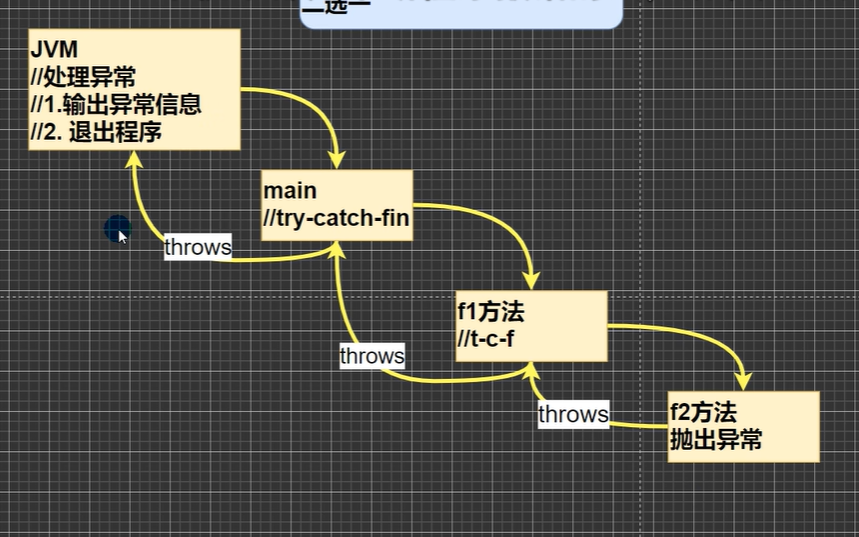 二选一
JVM
//处理异常
//1.输出异常信息
//2. 退出程序
main
//try-catch-fin
throws
f1方法
//t-c-f
throws
f2方法
抛出异常
throws